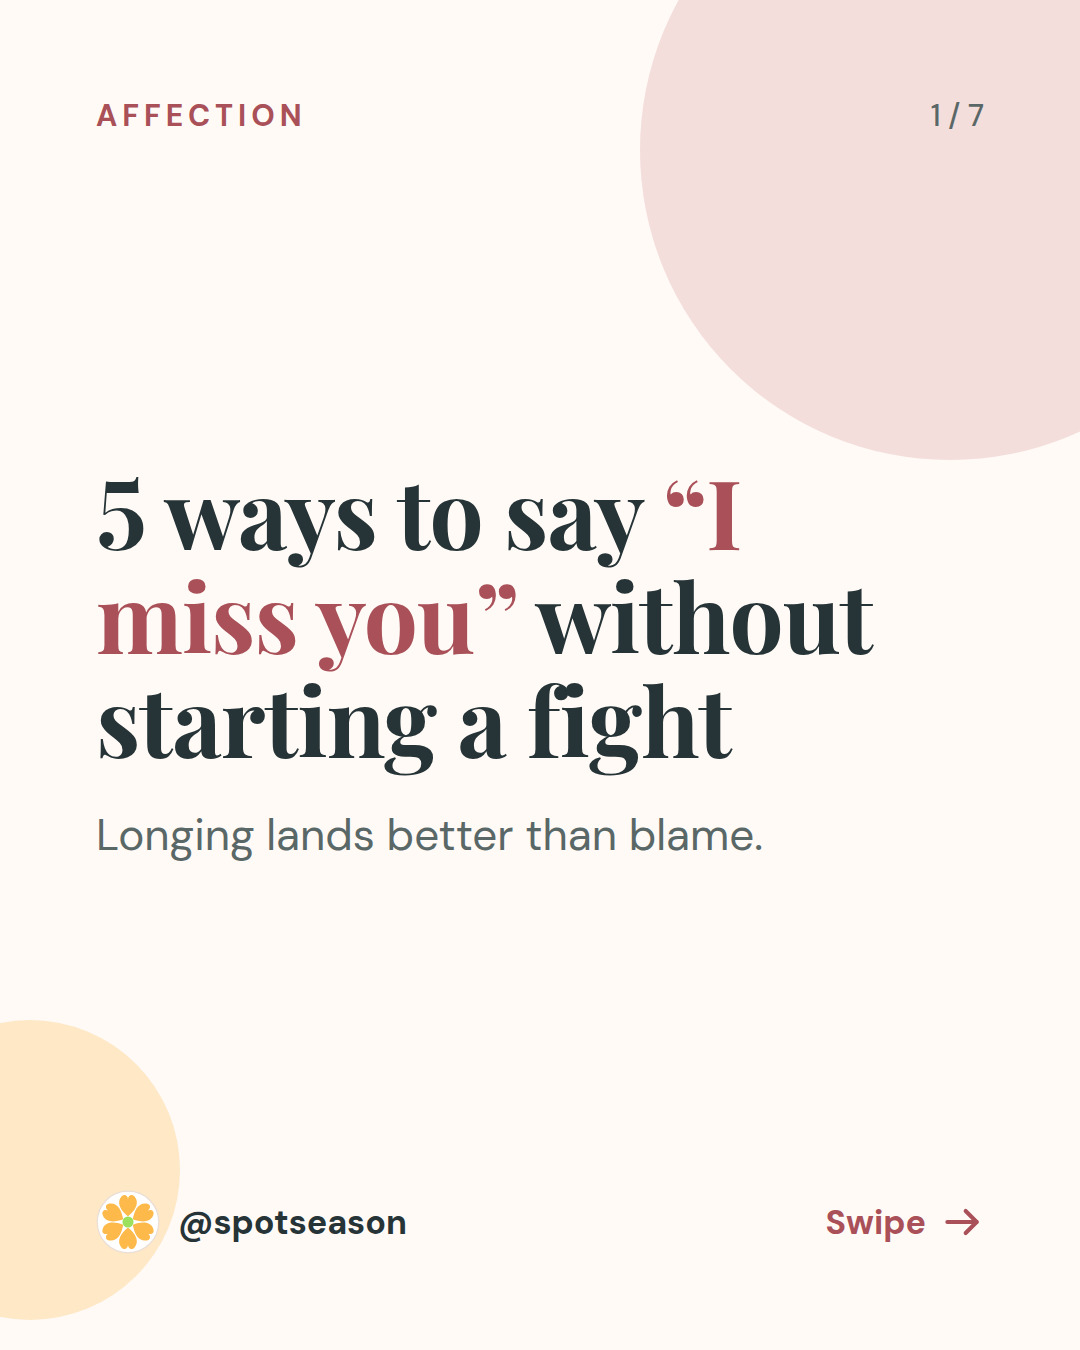 AFFECTION
1 / 7
5 ways to say “I
miss you” without
starting a fight
Longing lands better than blame.
@spotseason
Swipe →